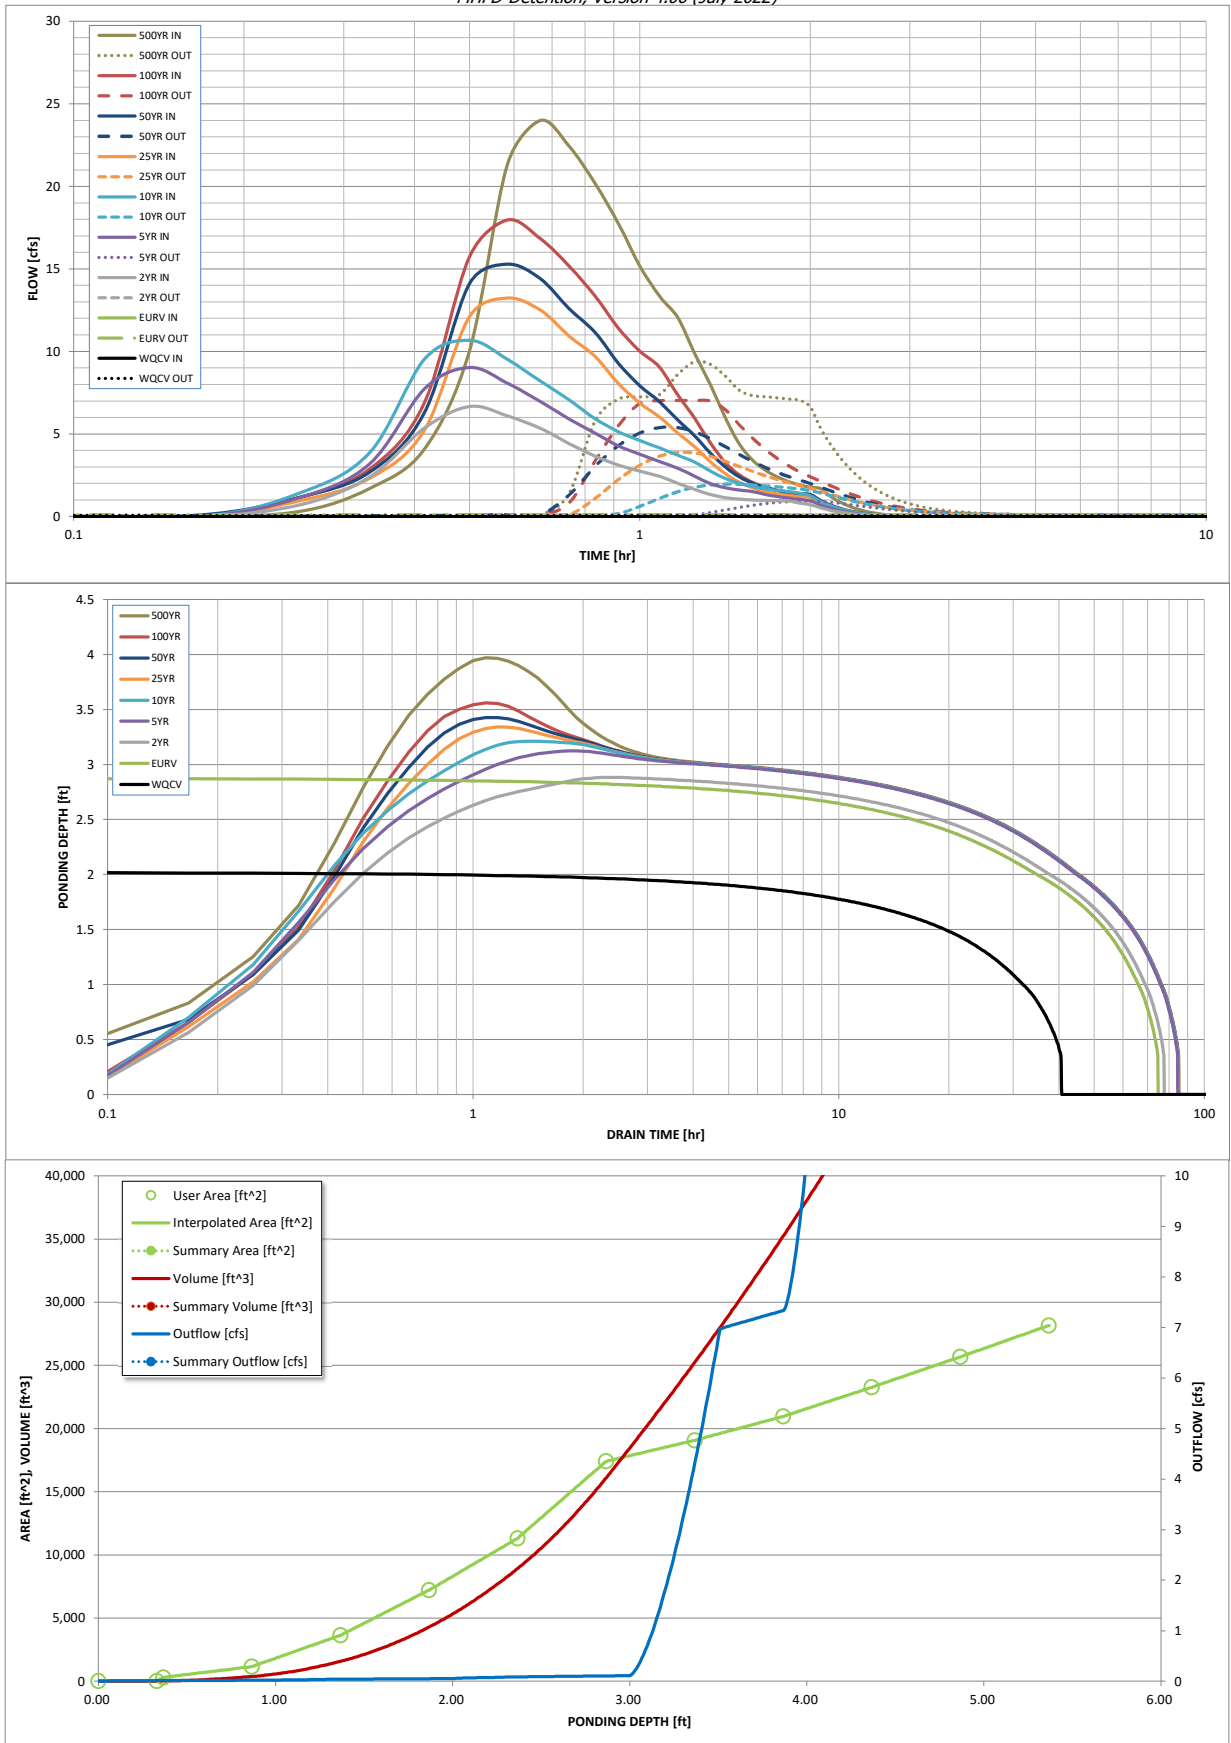 MHFD-Detention, Version 4.06 (July 2022)
30
25
20
15
10
5
0
FLOW [cfs]
500YR IN
500YR OUT
100YR IN
100YR OUT
50YR IN
50YR OUT
25YR IN
25YR OUT
10YR IN
10YR OUT
5YR IN
5YR OUT
2YR IN
2YR OUT
EURV IN
EURV OUT
WQCV IN
WQCV OUT
0.1
1
10
TIME [hr]
4.5
4
3.5
3
2.5
2
1.5
1
0.5
0
PONDING DEPTH [ft]
500YR
100YR
50YR
25YR
10YR
5YR
2YR
EURV
WQCV
0.1
1
10
100
DRAIN TIME [hr]
40,000
35,000
30,000
25,000
20,000
15,000
10,000
5,000
0
AREA [ft^2], VOLUME [ft^3]
User Area [ft^2]
Interpolated Area [ft^2]
Summary Area [ft^2]
Volume [ft^3]
Summary Volume [ft^3]
Outflow [cfs]
Summary Outflow [cfs]
10
9
8
7
6
5
4
3
2
1
0
OUTFLOW [cfs]
0.00
1.00
2.00
3.00
4.00
5.00
6.00
PONDING DEPTH [ft]